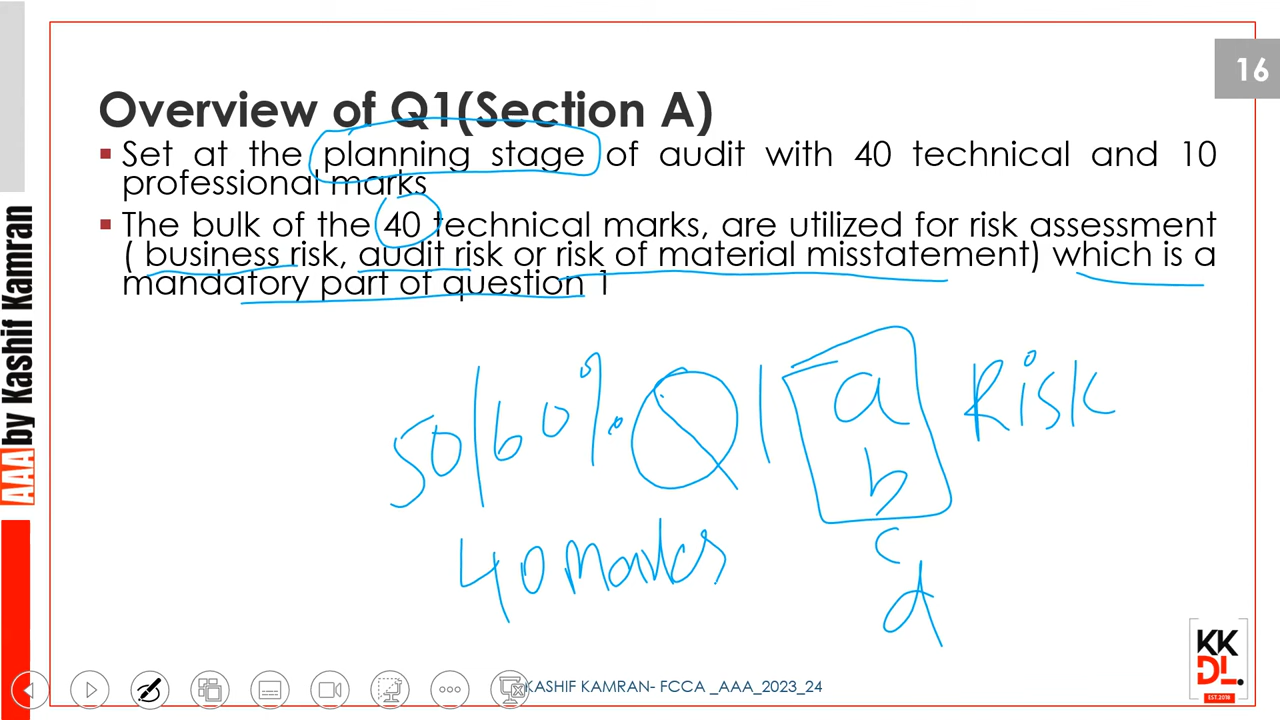 16
Overview of Q1(Section A)
▪ Set at the planning stage of audit with 40 technical and 10
professional marks
▪ The bulk of the 40 technical marks, are utilized for risk assessment
( business risk, audit risk or risk of material misstatement) which is a
mandatory part of question 1
50/60% Q1 a Risk
b
40 marks c
d
AAA by Kashif Kamran
KK
DL.
EST.2018
KASHIF KAMRAN- FCCA _AAA_2023_24